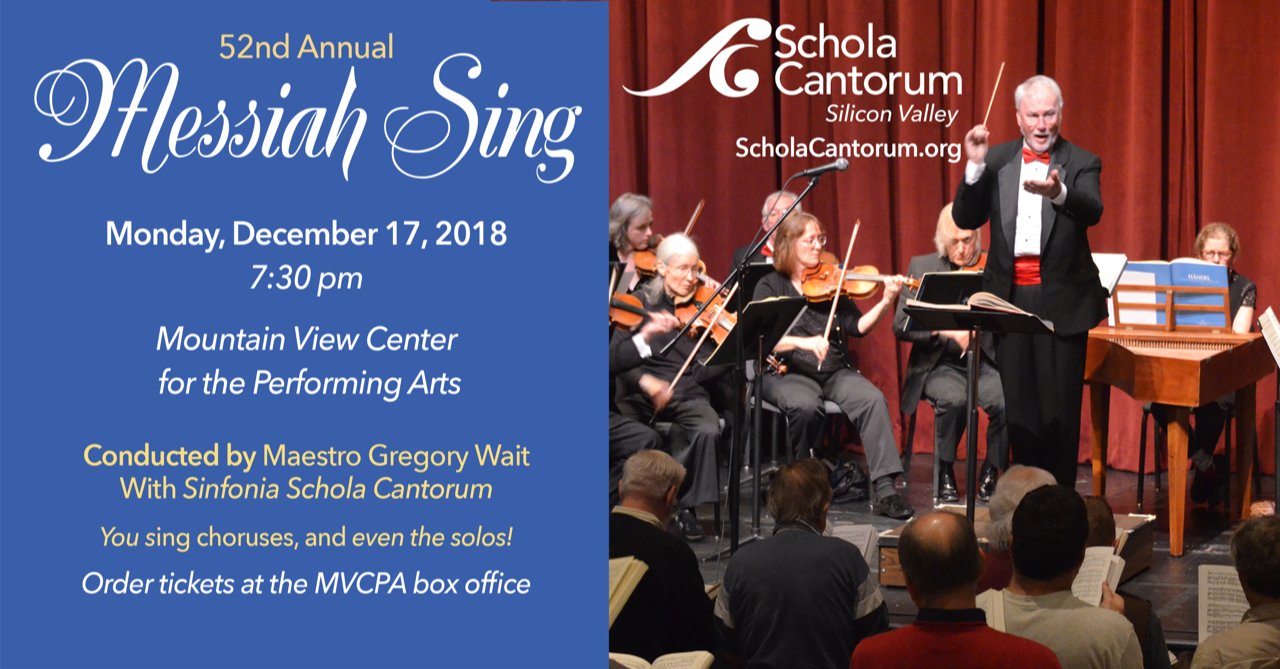 52nd Annual
Messiah Sing
Monday, December 17, 2018
7:30 pm
Mountain View Center
for the Performing Arts
Conducted by Maestro Gregory Wait
With Sinfonia Schola Cantorum
You sing choruses, and even the solos!
Order tickets at the MVCPA box office
Schola
Cantorum
Silicon Valley
ScholaCantorum.org
HÄNDEL